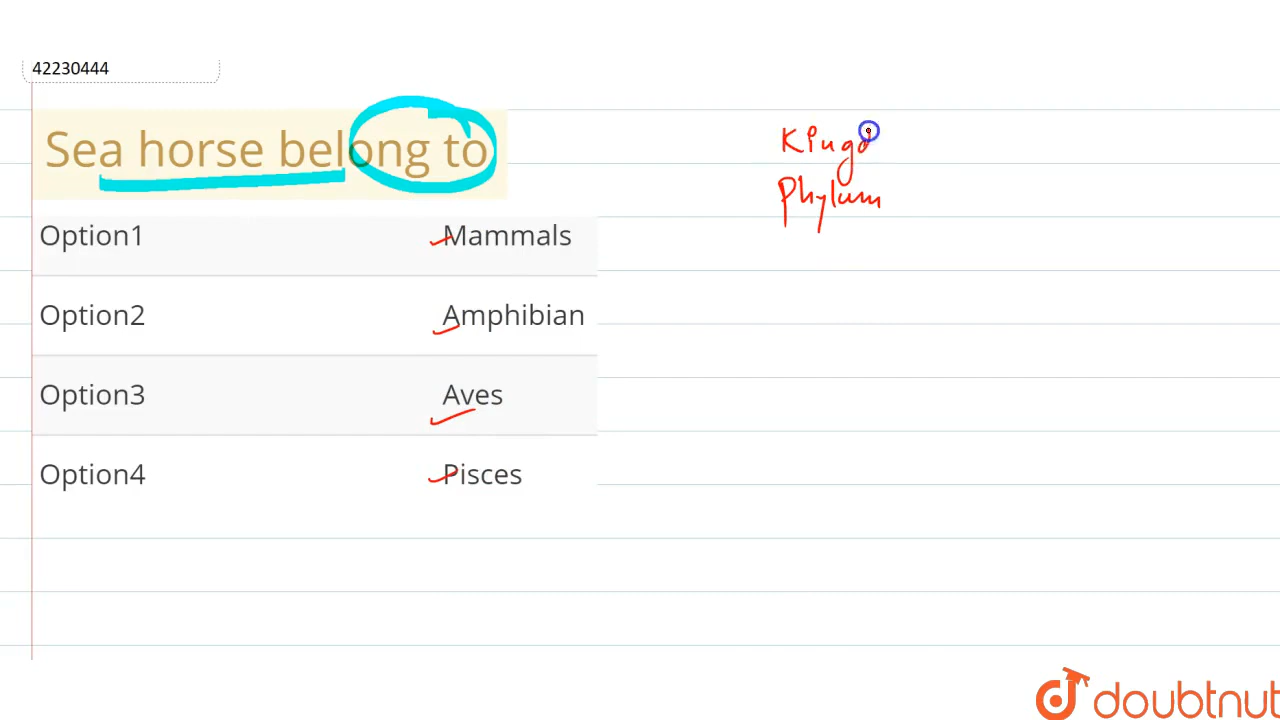 42230444
Sea horse belong to
Kingd
Phylum
Option1 Mammals
Option2 Amphibian
Option3 Aves
Option4 Pisces
doubtnut